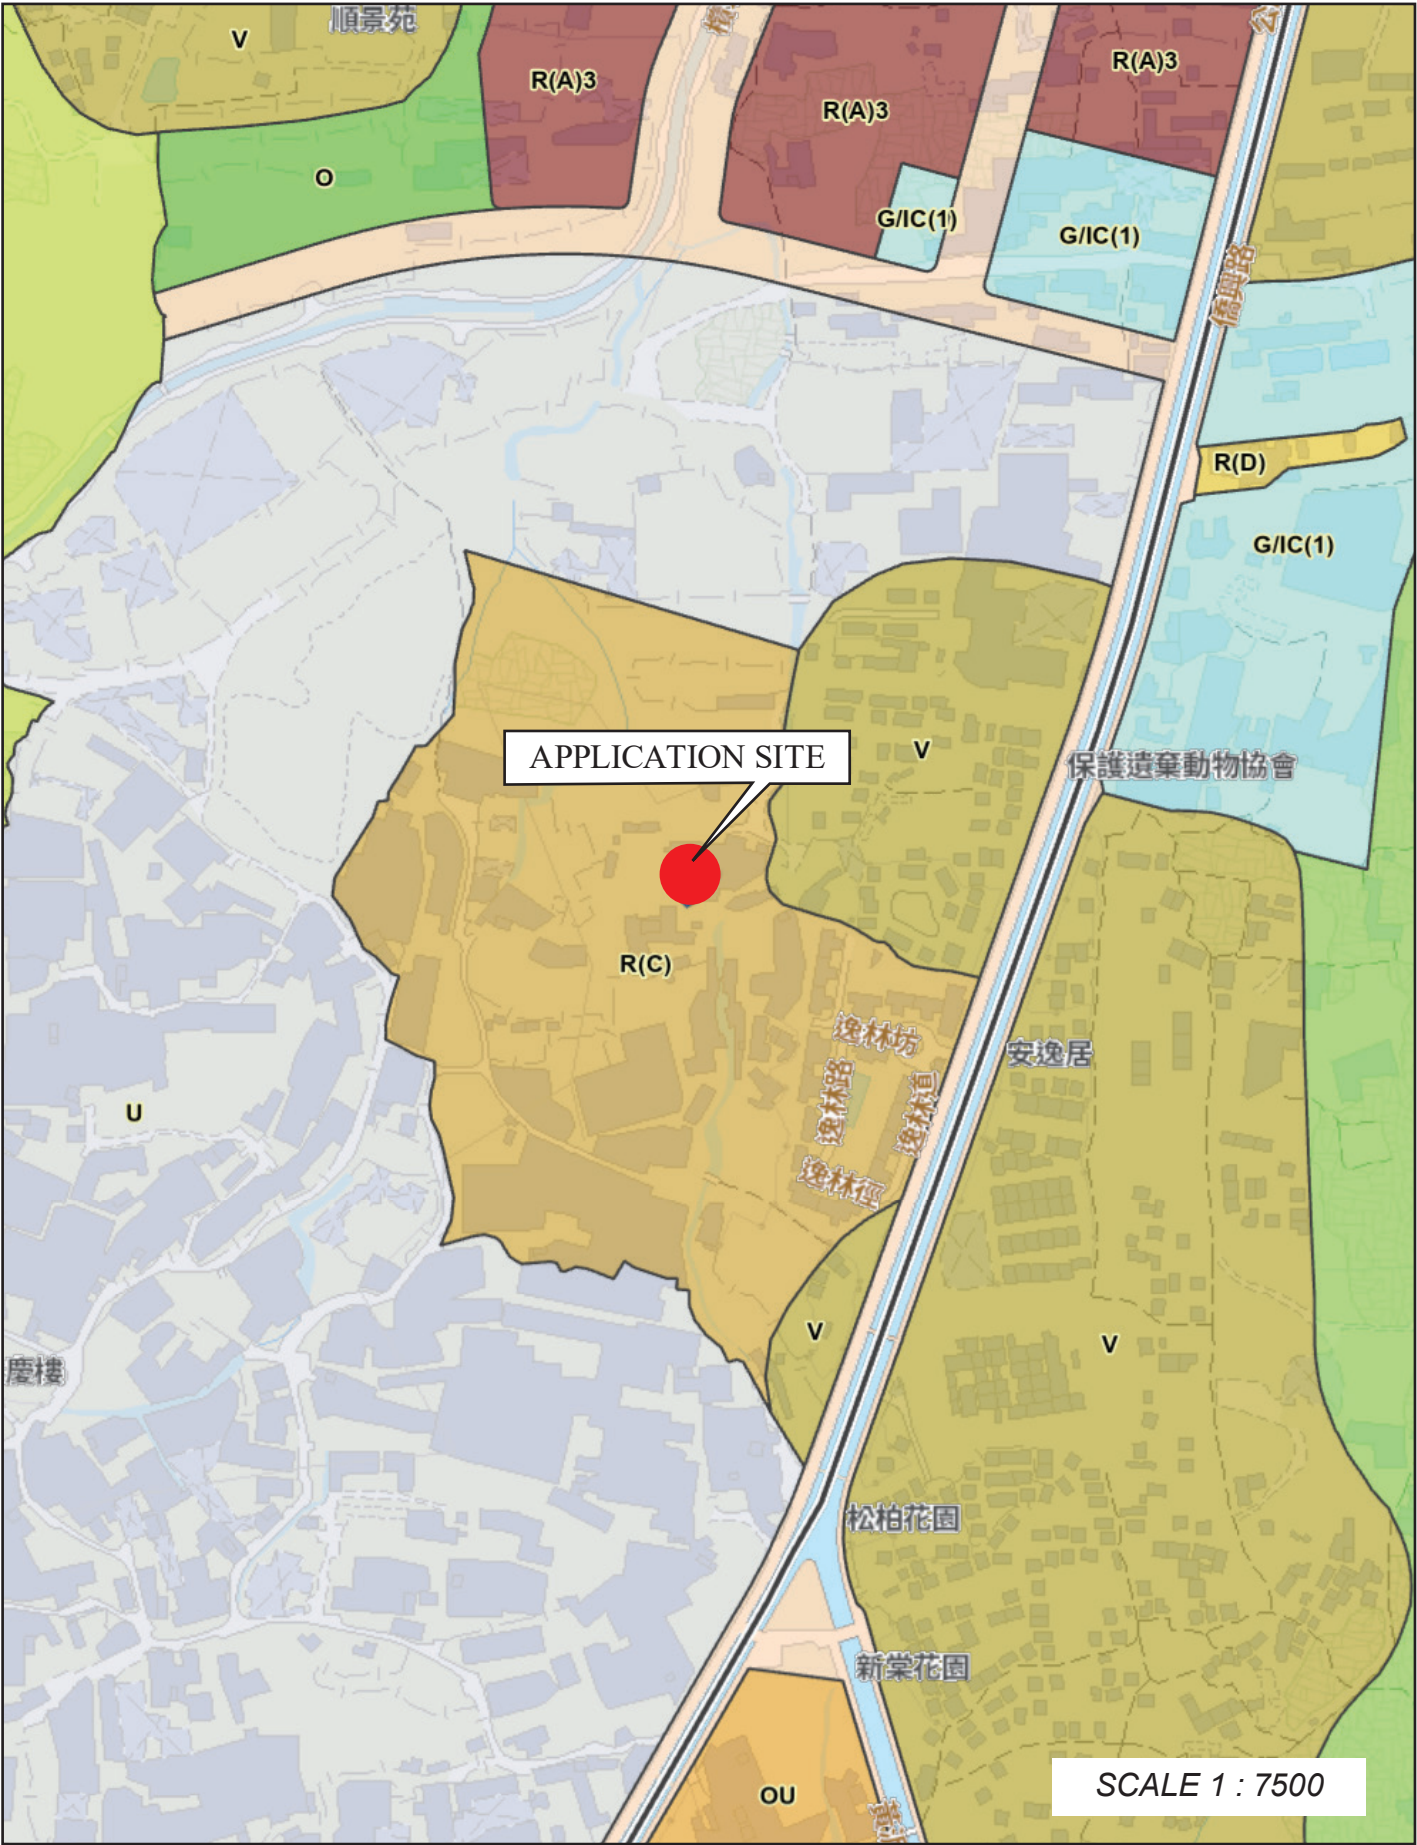 順景苑
V
R(A)3
R(A)3
R(A)3
O
G/IC(1)
G/IC(1)
僑興路
R(D)
G/IC(1)
APPLICATION SITE
V
保護遺棄動物協會
R(C)
逸林坊
安逸居
逸林路
逸林道
U
逸林徑
V
V
慶樓
松柏花園
新棠花園
OU
SCALE 1 : 7500